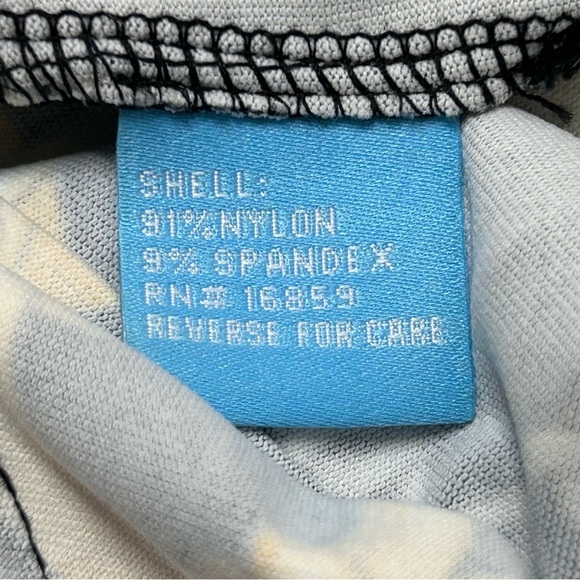 SHELL:
91%NYLON
9% SPANDEX
RN# 16859
REVERSE FOR CARE